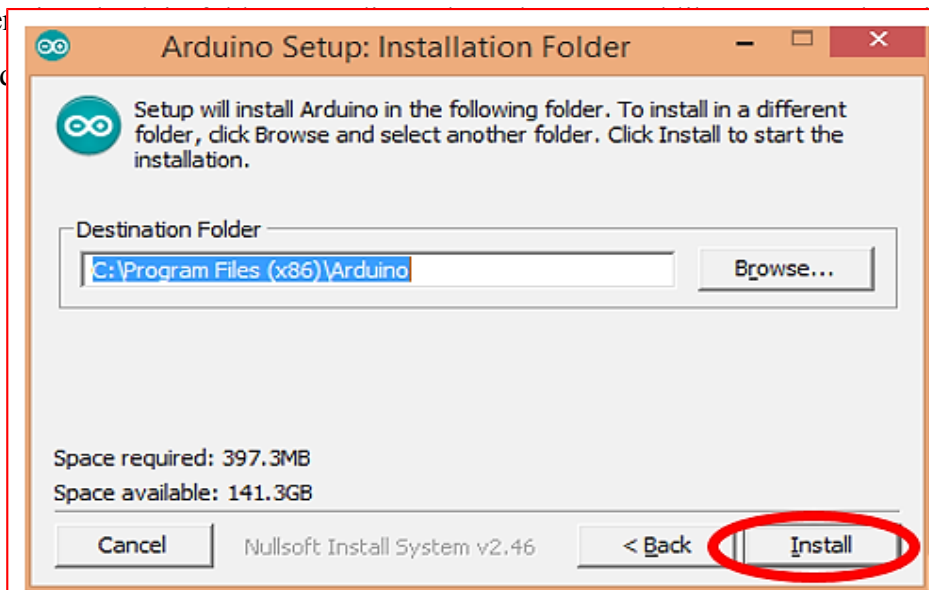 Arduino Setup: Installation Folder
Setup will install Arduino in the following folder. To install in a different
folder, click Browse and select another folder. Click Install to start the
installation.
Destination Folder
C:\Program Files (x86)\Arduino
Browse...
Space required: 397.3MB
Space available: 141.3GB
Cancel
Nullsoft Install System v2.46
< Back
Install